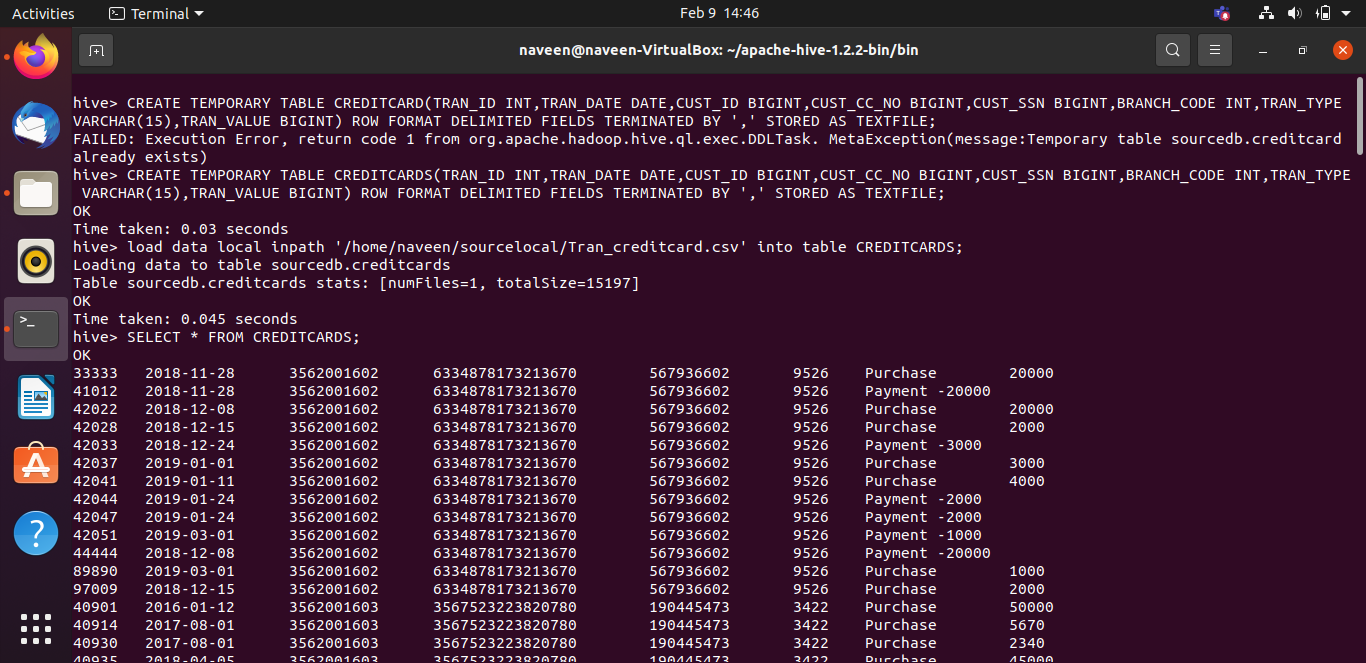 Activities Terminal Feb 9 14:46
naveen@naveen-VirtualBox: ~/apache-hive-1.2.2-bin/bin
hive> CREATE TEMPORARY TABLE CREDITCARD(TRAN_ID INT,TRAN_DATE DATE,CUST_ID BIGINT,CUST_CC_NO BIGINT,CUST_SSN BIGINT,BRANCH_CODE INT,TRAN_TYPE
VARCHAR(15),TRAN_VALUE BIGINT) ROW FORMAT DELIMITED FIELDS TERMINATED BY ',' STORED AS TEXTFILE;
FAILED: Execution Error, return code 1 from org.apache.hadoop.hive.ql.exec.DDLTask. MetaException(message:Temporary table sourcedb.creditcard
already exists)
hive> CREATE TEMPORARY TABLE CREDITCARDS(TRAN_ID INT,TRAN_DATE DATE,CUST_ID BIGINT,CUST_CC_NO BIGINT,CUST_SSN BIGINT,BRANCH_CODE INT,TRAN_TYPE
VARCHAR(15),TRAN_VALUE BIGINT) ROW FORMAT DELIMITED FIELDS TERMINATED BY ',' STORED AS TEXTFILE;
OK
Time taken: 0.03 seconds
hive> load data local inpath '/home/naveen/sourcelocal/Tran_creditcard.csv' into table CREDITCARDS;
Loading data to table sourcedb.creditcards
Table sourcedb.creditcards stats: [numFiles=1, totalSize=15197]
OK
Time taken: 0.045 seconds
hive> SELECT * FROM CREDITCARDS;
OK
33333 2018-11-28 3562001602 6334878173213670 567936602 9526 Purchase 20000
41012 2018-11-28 3562001602 6334878173213670 567936602 9526 Payment -20000
42022 2018-12-08 3562001602 6334878173213670 567936602 9526 Purchase 20000
42028 2018-12-15 3562001602 6334878173213670 567936602 9526 Purchase 2000
42033 2018-12-24 3562001602 6334878173213670 567936602 9526 Payment -3000
42037 2019-01-01 3562001602 6334878173213670 567936602 9526 Purchase 3000
42041 2019-01-11 3562001602 6334878173213670 567936602 9526 Purchase 4000
42044 2019-01-24 3562001602 6334878173213670 567936602 9526 Payment -2000
42047 2019-01-24 3562001602 6334878173213670 567936602 9526 Payment -2000
42051 2019-03-01 3562001602 6334878173213670 567936602 9526 Payment -1000
44444 2018-12-08 3562001602 6334878173213670 567936602 9526 Payment -20000
89890 2019-03-01 3562001602 6334878173213670 567936602 9526 Purchase 1000
97009 2018-12-15 3562001602 6334878173213670 567936602 9526 Purchase 2000
40901 2016-01-12 3562001603 3567523223820780 190445473 3422 Purchase 50000
40914 2017-08-01 3562001603 3567523223820780 190445473 3422 Purchase 5670
40930 2017-08-01 3562001603 3567523223820780 190445473 3422 Purchase 2340
40935 2018-04-05 3562001603 3567523223820780 190445473 3422 Purchase 45000